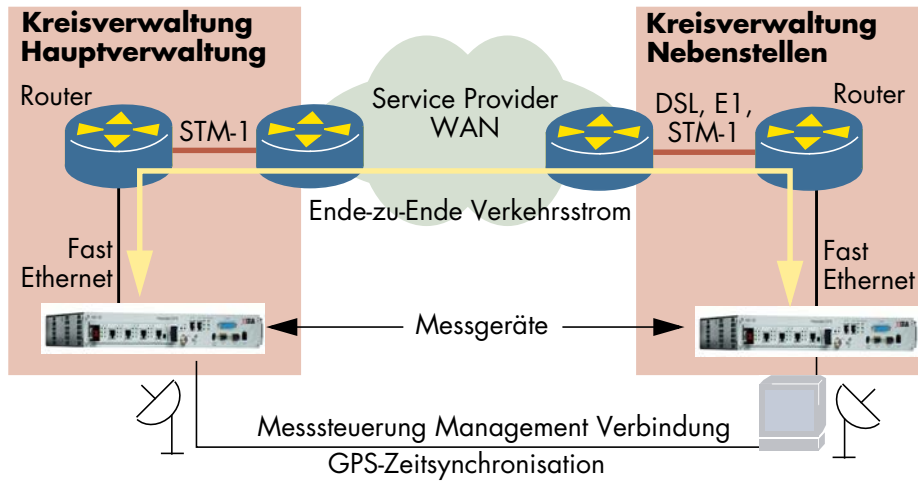 Kreisverwaltung
Hauptverwaltung
Kreisverwaltung
Nebenstellen
Router
STM-1
Service Provider
WAN
DSL, E1,
STM-1
Router
Ende-zu-Ende Verkehrsstrom
Fast
Ethernet
Fast
Ethernet
Messgeräte
Messsteuerung Management Verbindung
GPS-Zeitsynchronisation